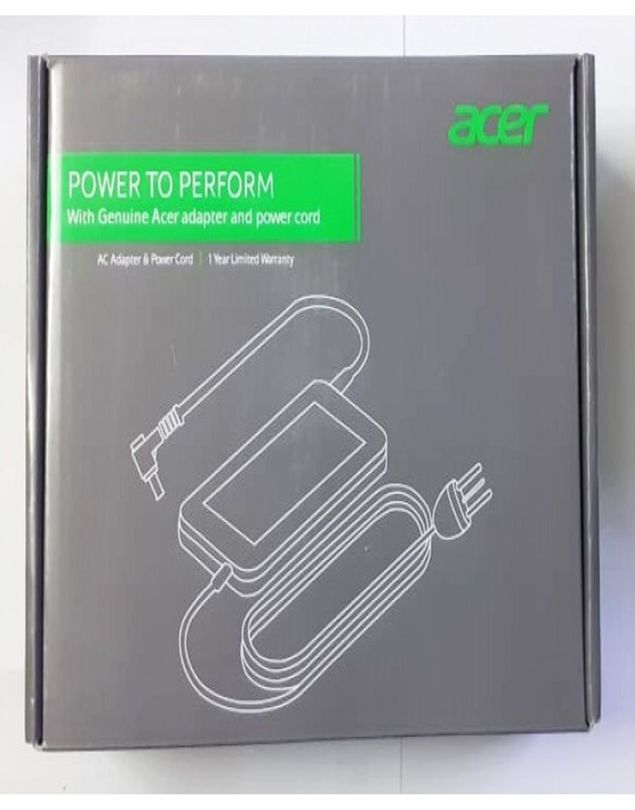 acer
POWER TO PERFORM
With Genuine Acer adapter and power cord
AC Adapter & Power Cord | 1 Year Limited Warranty